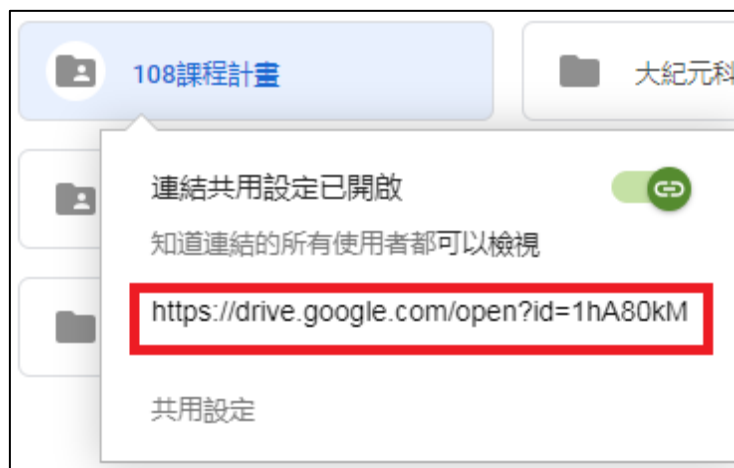 108課程計畫
大紀元科
連結共用設定已開啟
知道連結的所有使用者都可以檢視
https://drive.google.com/open?id=1hA80kM
共用設定